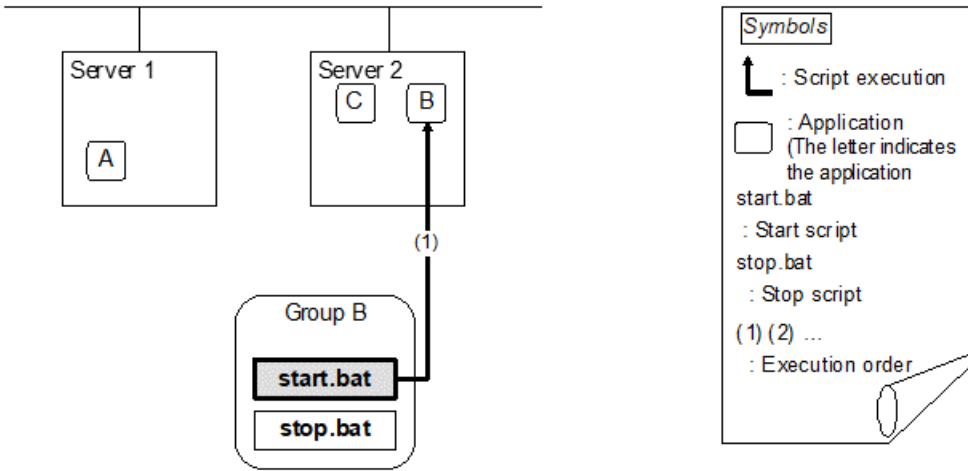 Server 1
A
Server 2
C
B
(1)
Group B
start.bat
stop.bat
Symbols
: Script execution
: Application
(The letter indicates
the application
start.bat
: Start script
stop.bat
: Stop script
(1) (2) ...
: Execution order